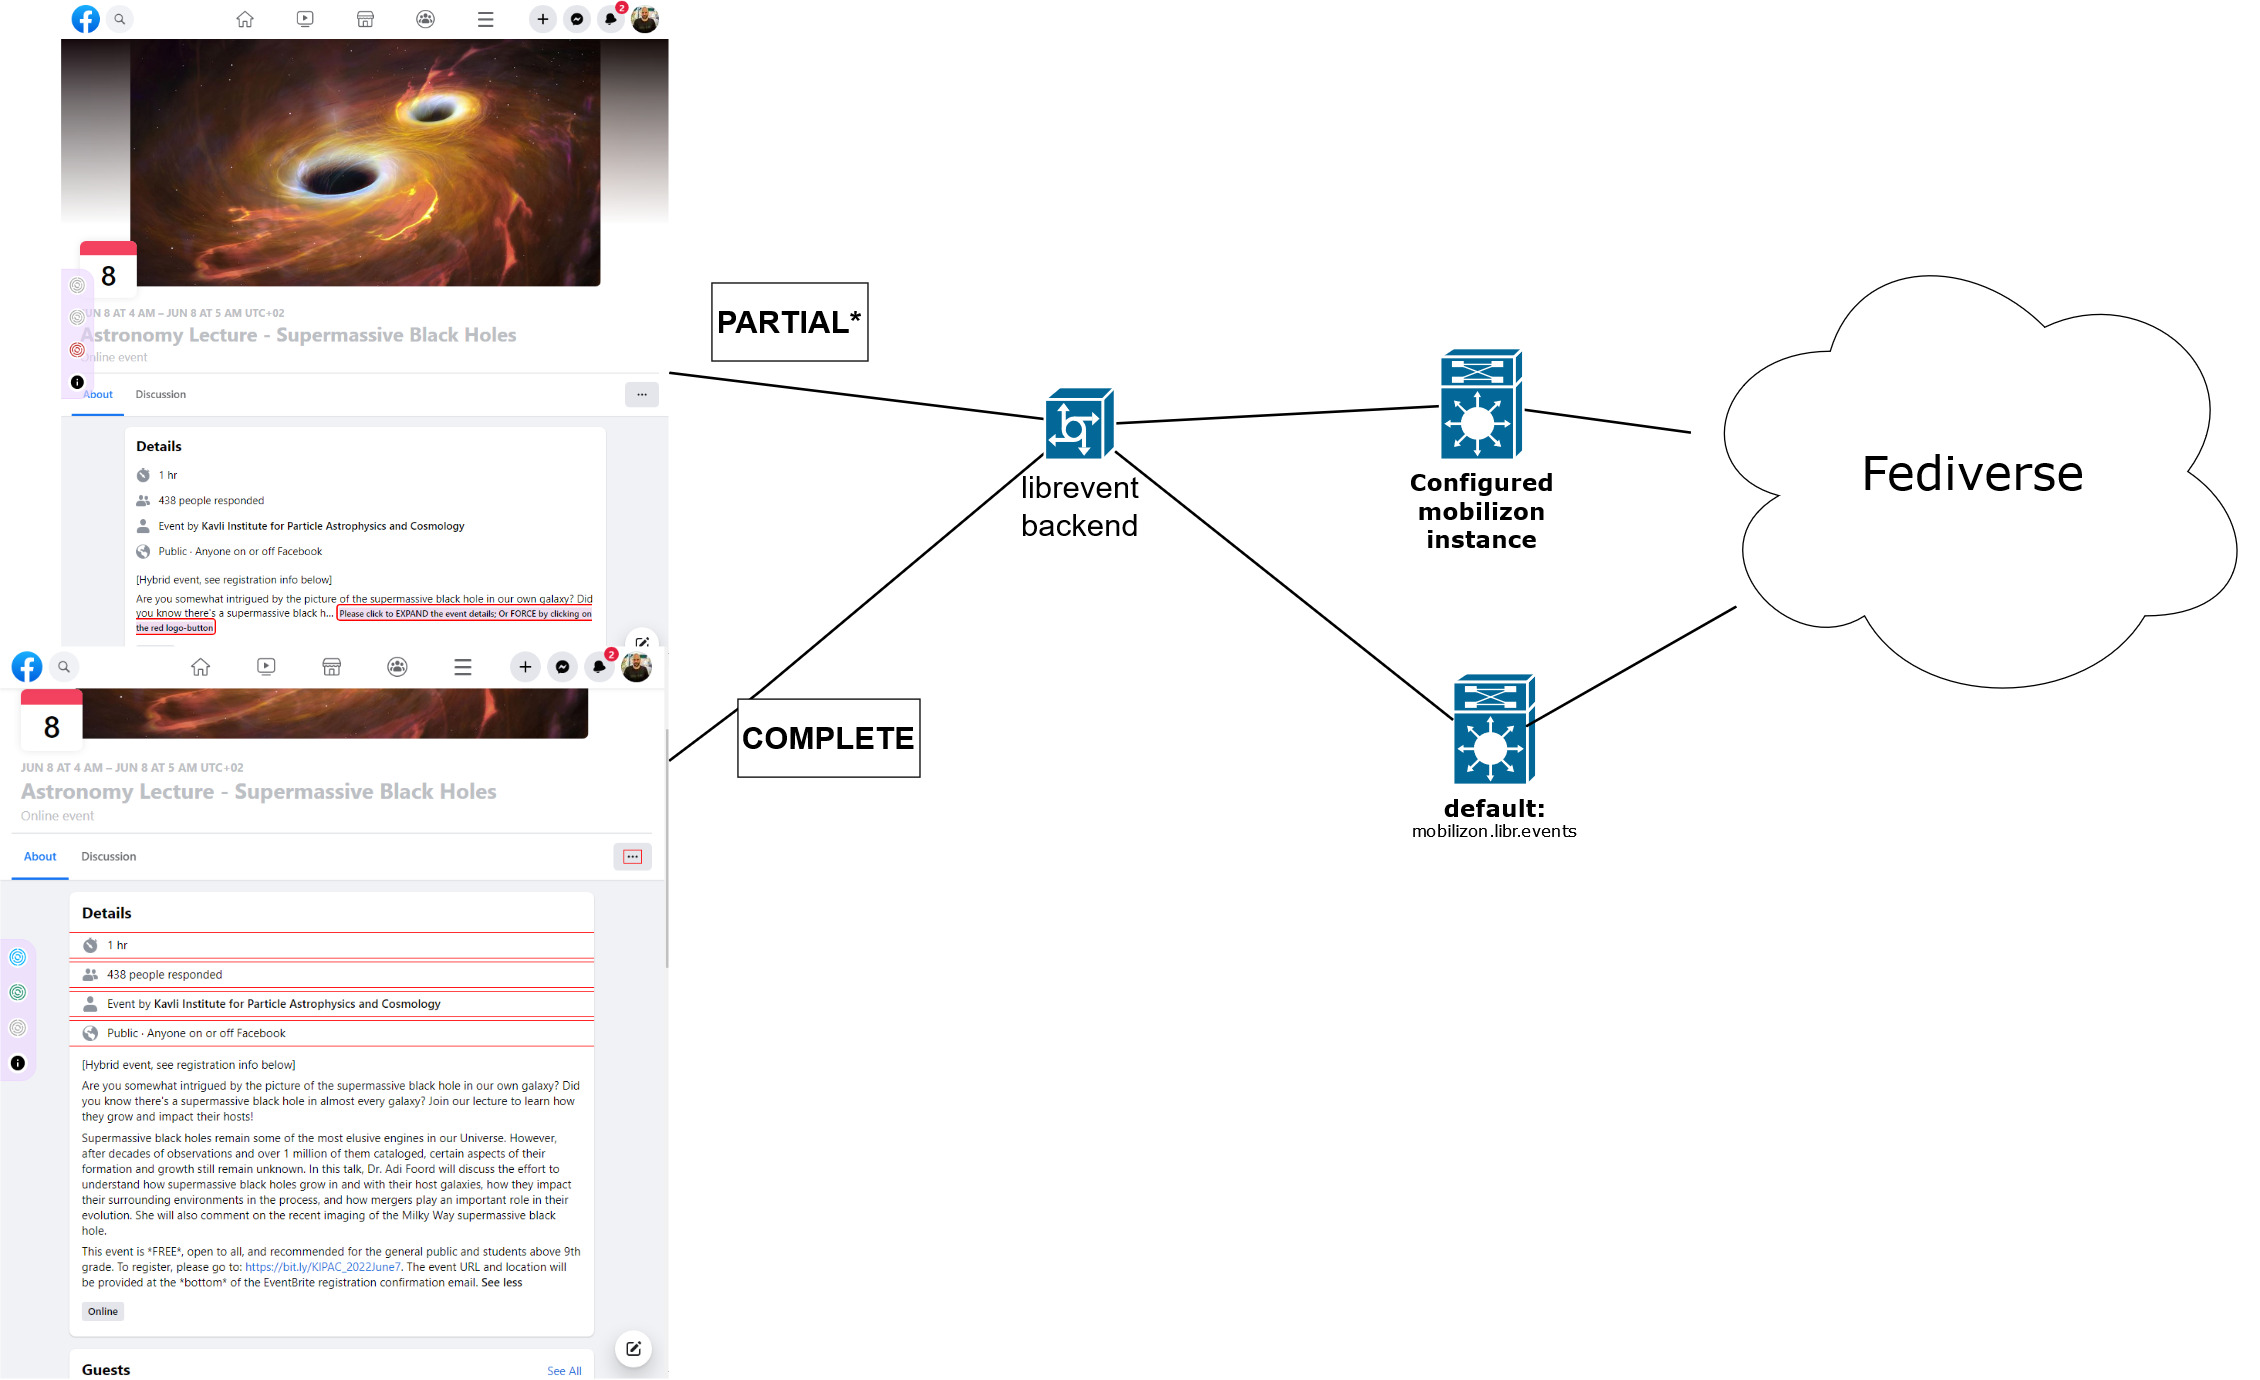 2
8
JUN 8 AT 4 AM – JUN 8 AT 5 AM UTC+02
Astronomy Lecture - Supermassive Black Holes
Online event
About
Discussion
Details
1 hr
438 people responded
Event by Kavli Institute for Particle Astrophysics and Cosmology
Public · Anyone on or off Facebook
[Hybrid event, see registration info below]
Are you somewhat intrigued by the picture of the supermassive black hole in our own galaxy? Did
you know there's a supermassive black h... Please click to EXPAND the event details; Or FORCE by clicking on
the red logo-button
2
8
JUN 8 AT 4 AM – JUN 8 AT 5 AM UTC+02
Astronomy Lecture - Supermassive Black Holes
Online event
About
Discussion
Details
1 hr
438 people responded
Event by Kavli Institute for Particle Astrophysics and Cosmology
Public · Anyone on or off Facebook
[Hybrid event, see registration info below]
Are you somewhat intrigued by the picture of the supermassive black hole in our own galaxy? Did
you know there's a supermassive black hole in almost every galaxy? Join our lecture to learn how
they grow and impact their hosts!
Supermassive black holes remain some of the most elusive engines in our Universe. However,
after decades of observations and over 1 million of them cataloged, certain aspects of their
formation and growth still remain unknown. In this talk, Dr. Adi Foord will discuss the effort to
understand how supermassive black holes grow in and with their host galaxies, how they impact
their surrounding environments in the process, and how mergers play an important role in their
evolution. She will also comment on the recent imaging of the Milky Way supermassive black
hole.
This event is *FREE*, open to all, and recommended for the general public and students above 9th
grade. To register, please go to: https://bit.ly/KIPAC_2022June7. The event URL and location will
be provided at the *bottom* of the EventBrite registration confirmation email. See less
Online
Guests
See All
PARTIAL*
COMPLETE
librevent
backend
Configured
mobilizon
instance
default:
mobilizon.libr.events
Fediverse